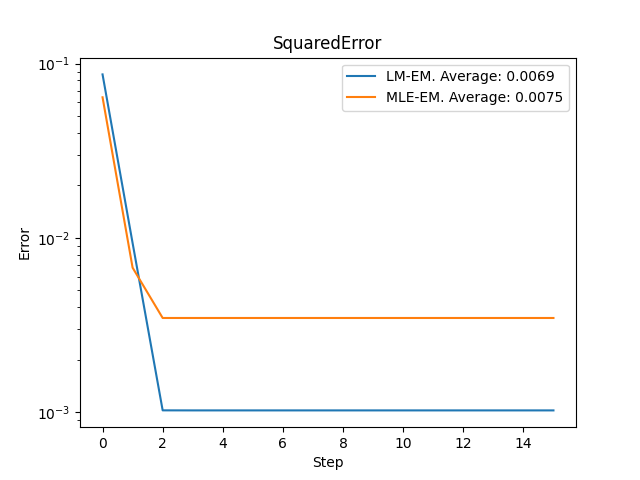 SquaredError
LM-EM. Average: 0.0069
MLE-EM. Average: 0.0075
Error
10⁻¹
10⁻²
10⁻³
0 2 4 6 8 10 12 14
Step